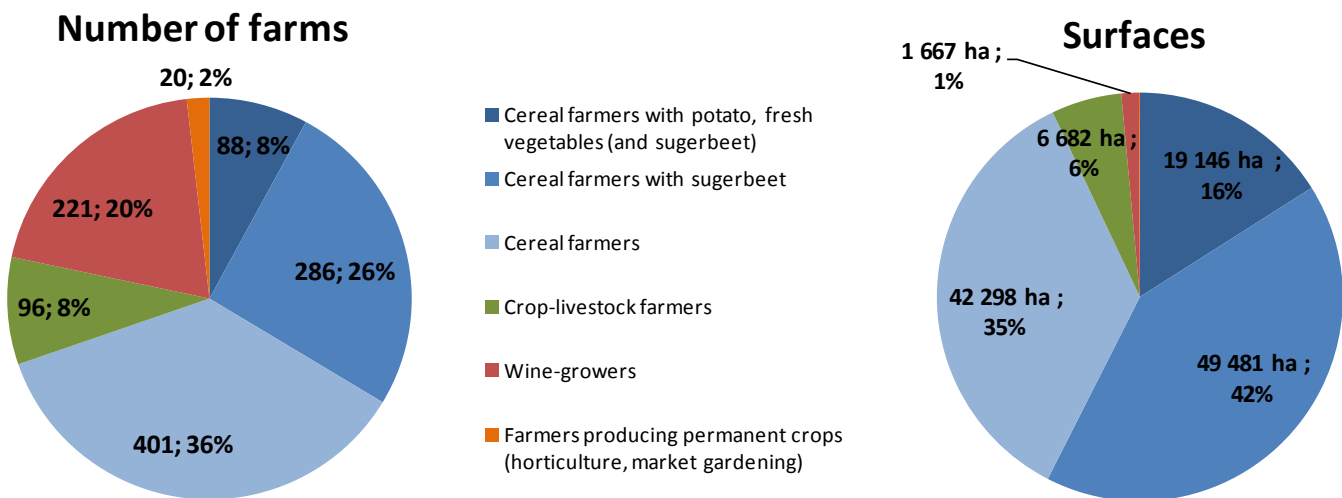 Number of farms
20; 2%
88; 8%
286; 26%
401; 36%
96; 8%
221; 20%
Cereal farmers with potato, fresh
vegetables (and sugerbeet)
Cereal farmers with sugerbeet
Cereal farmers
Crop-livestock farmers
Wine-growers
Farmers producing permanent crops
(horticulture, market gardening)
Surfaces
1 667 ha ;
1%
19 146 ha ;
16%
49 481 ha ;
42%
42 298 ha ;
35%
6 682 ha ;
6%